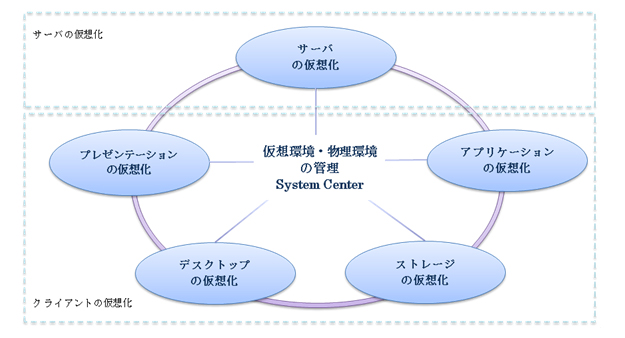 サーバの仮想化
サーバ
の仮想化
プレゼンテーション
の仮想化
仮想環境・物理環境
の管理
System Center
アプリケーション
の仮想化
デスクトップ
の仮想化
ストレージ
の仮想化
クライアントの仮想化